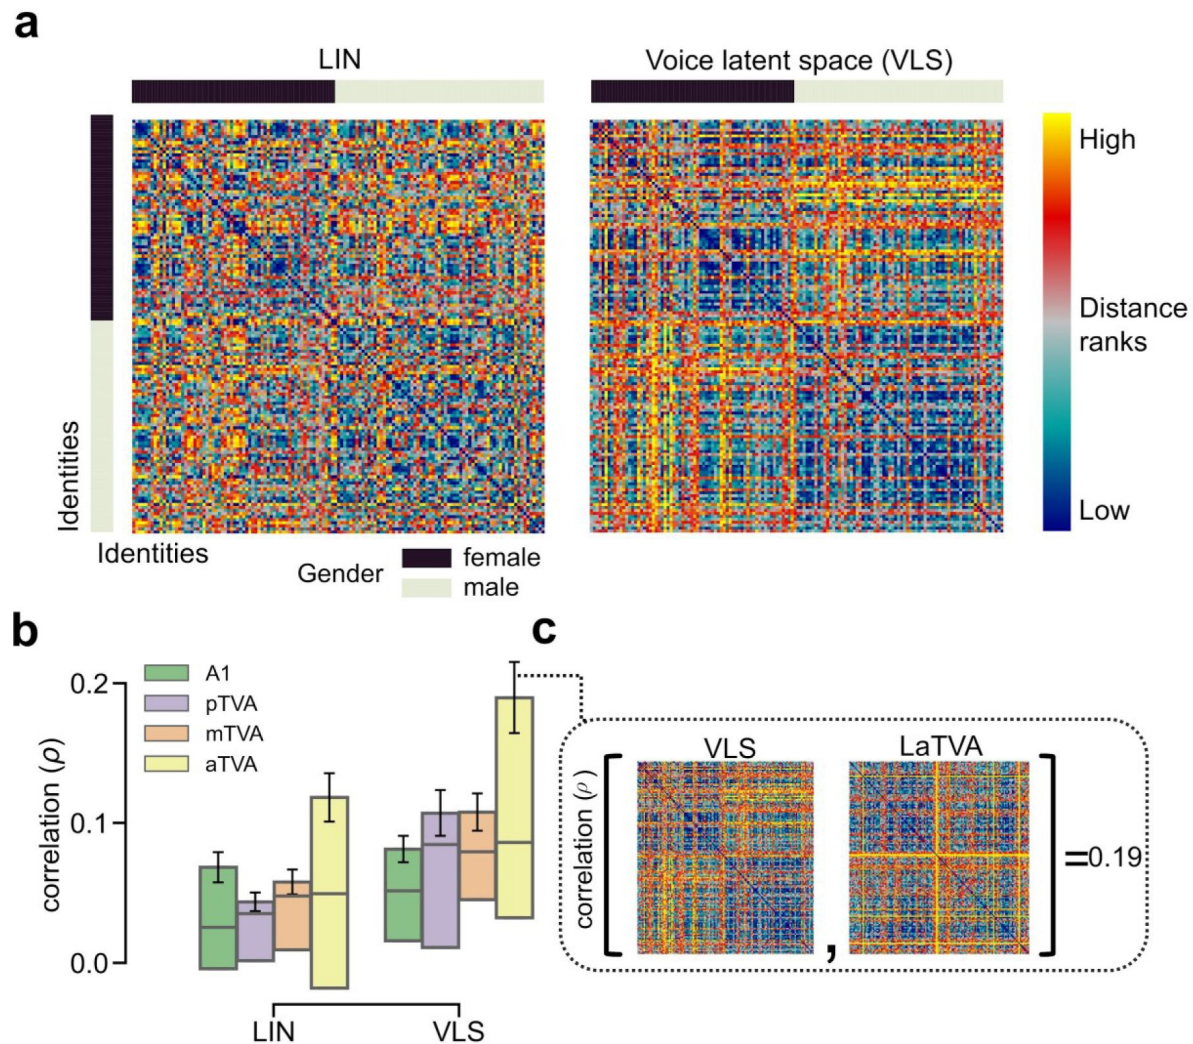 a
LIN
Voice latent space (VLS)
High
Distance
ranks
Low
Identities
Identities
Gender
female
male
b
A1
pTVA
mTVA
aTVA
0.2
0.1
0.0
correlation (ρ)
LIN
VLS
c
VLS
LaTVA
correlation (ρ)
[ , ]
=0.19